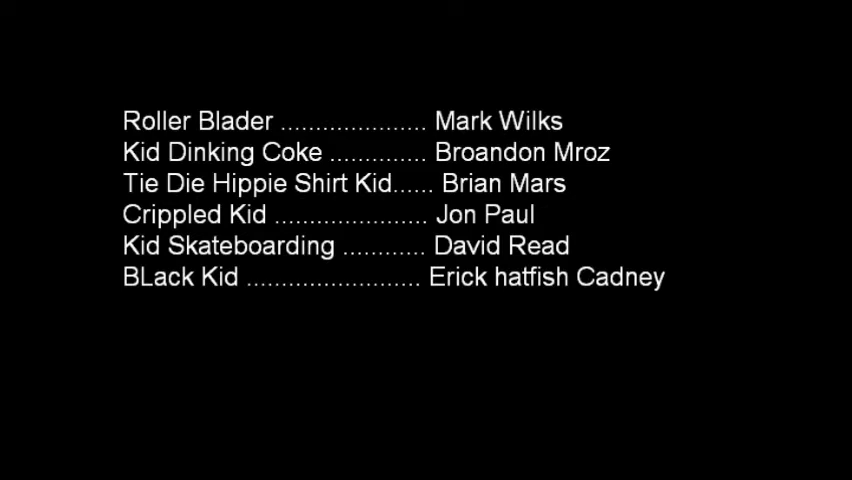 Roller Blader ..................... Mark Wilks
Kid Dinking Coke .............. Broandon Mroz
Tie Die Hippie Shirt Kid...... Brian Mars
Crippled Kid ...................... Jon Paul
Kid Skateboarding ............ David Read
BLack Kid ......................... Erick hatfish Cadney